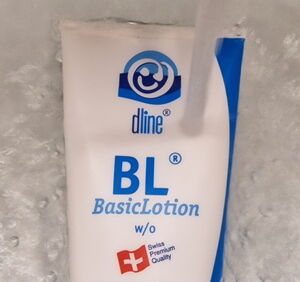 dline®
BL®
BasicLotion
w/o
Swiss
Premium
Quality